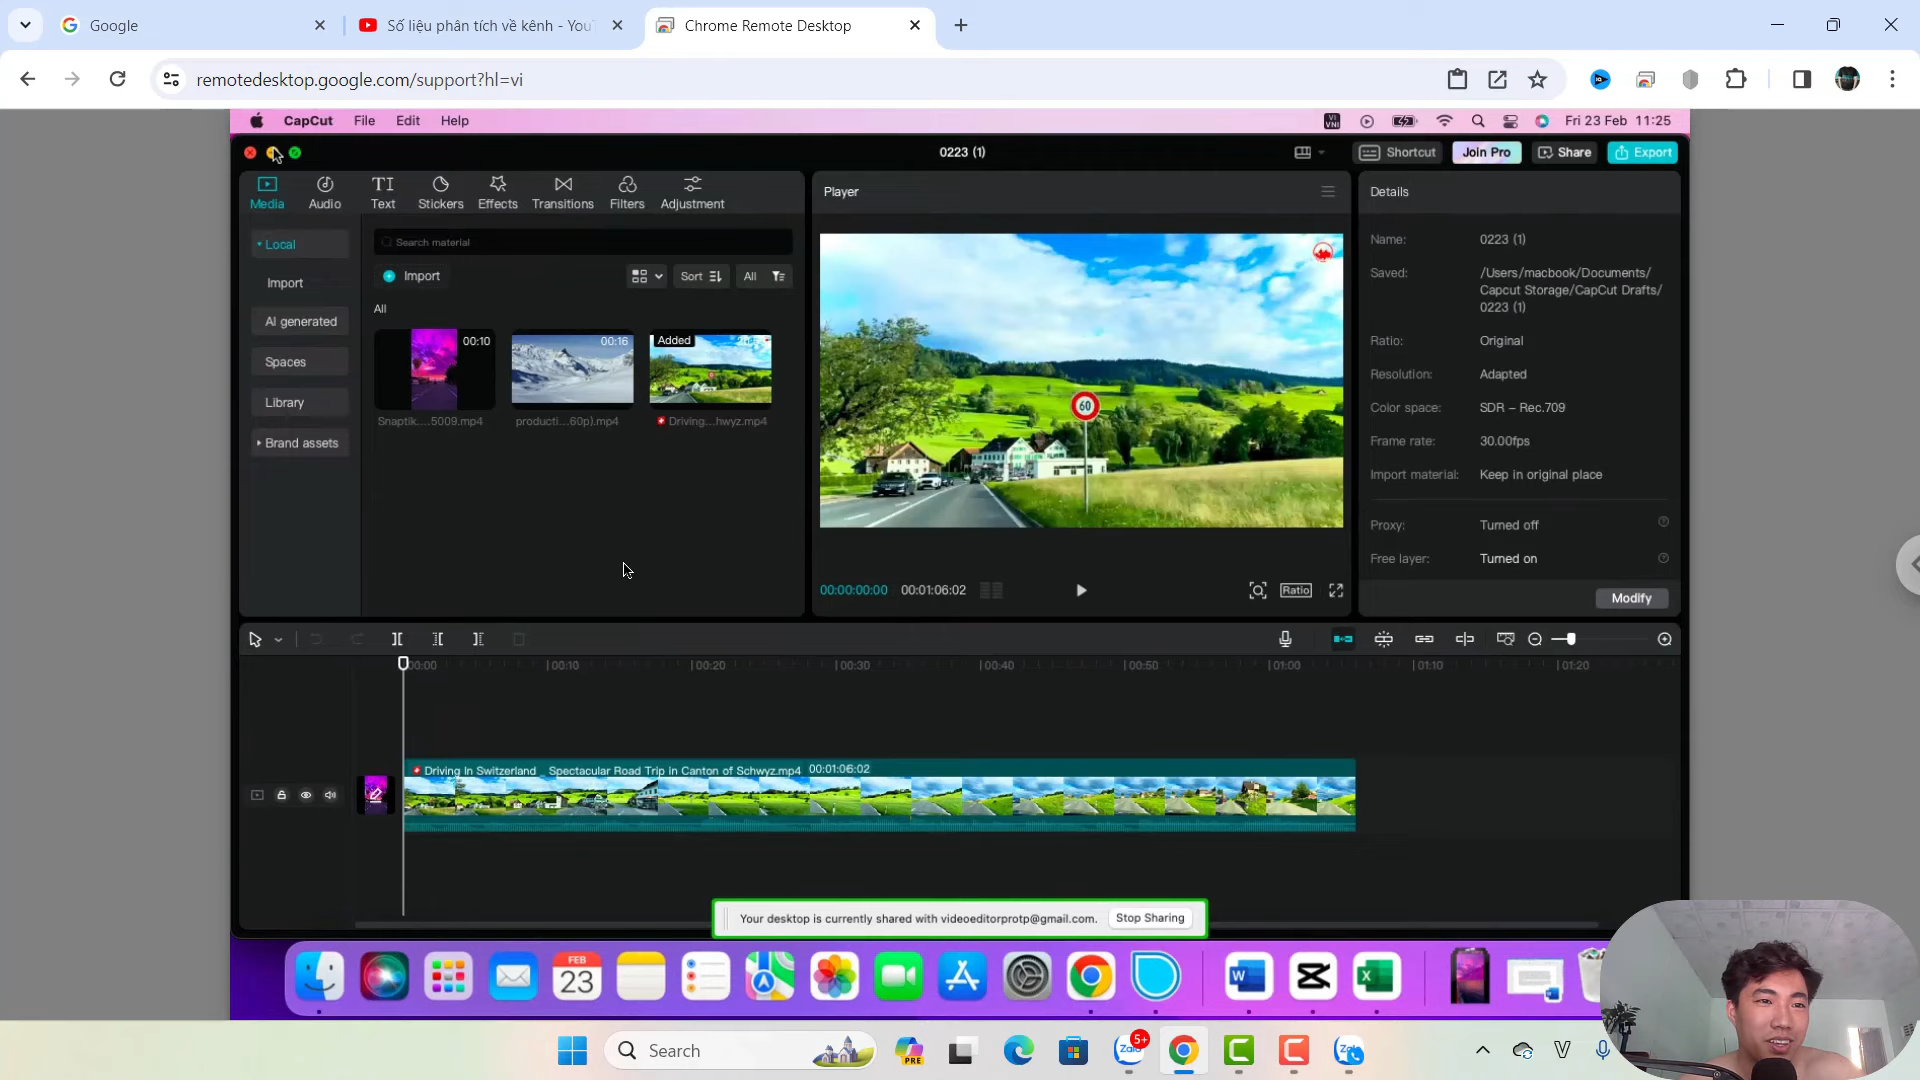 Google
Số liệu phân tích về kênh - You
Chrome Remote Desktop
remotedesktop.google.com/support?hl=vi
CapCut File Edit Help
VI
VNI
Fri 23 Feb 11:25
0223 (1)
Shortcut
Join Pro
Share
Export
Media
Audio
Text
Stickers
Effects
Transitions
Filters
Adjustment
Local
Import
AI generated
Spaces
Library
Brand assets
Search material
Import
Sort
All
All
00:10
Snaptik....5009.mp4
00:16
producti...60p).mp4
Added
Driving...hwyz.mp4
Player
60
00:00:00:00 00:01:06:02
Ratio
Details
Name: 0223 (1)
Saved: /Users/macbook/Documents/
Capcut Storage/CapCut Drafts/
0223 (1)
Ratio: Original
Resolution: Adapted
Color space: SDR – Rec.709
Frame rate: 30.00fps
Import material: Keep in original place
Proxy: Turned off
Free layer: Turned on
Modify
00:00 00:10 00:20 00:30 00:40 00:50 01:00 01:10 01:20
Driving In Switzerland _ Spectacular Road Trip in Canton of Schwyz.mp4 00:01:06:02
Your desktop is currently shared with videoeditorprotp@gmail.com. Stop Sharing
FEB
23
Search
PRE
Zalo
5+
Zalo